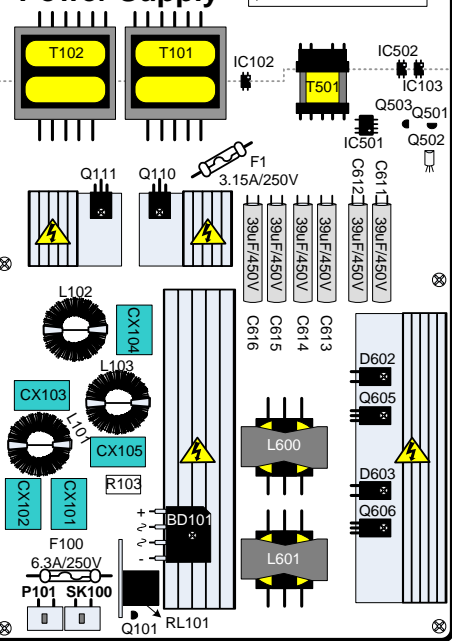 Power Supply
T102
T101
IC102
T501
IC502
IC103
Q503
Q501
IC501
Q502
F1
3.15A/250V
Q111
Q110
C612
C611
39uF/450V
39uF/450V
39uF/450V
39uF/450V
39uF/450V
39uF/450V
C616
C615
C614
C613
L102
CX104
L103
CX103
L101
CX105
CX102
CX101
R103
D602
Q605
L600
D603
Q606
BD101
+
~
~
-
L601
F100
6.3A/250V
P101
SK100
Q101
RL101